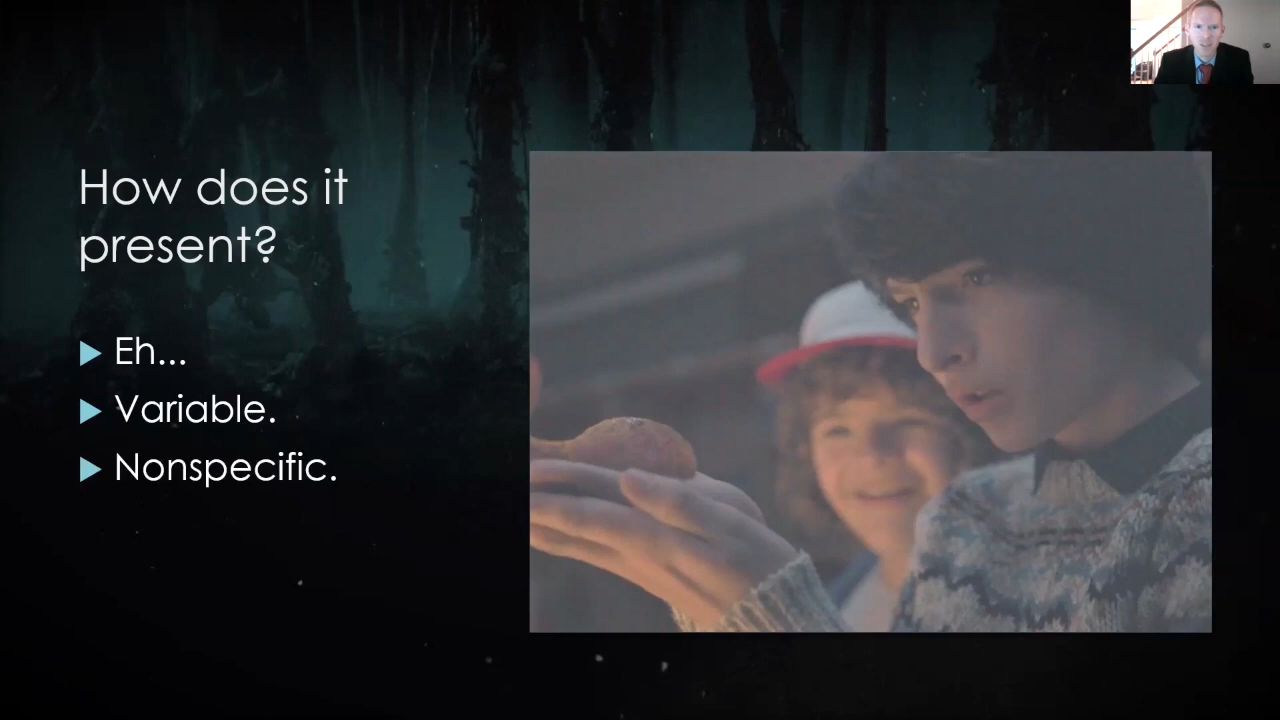 How does it
present?
Eh...
Variable.
Nonspecific.